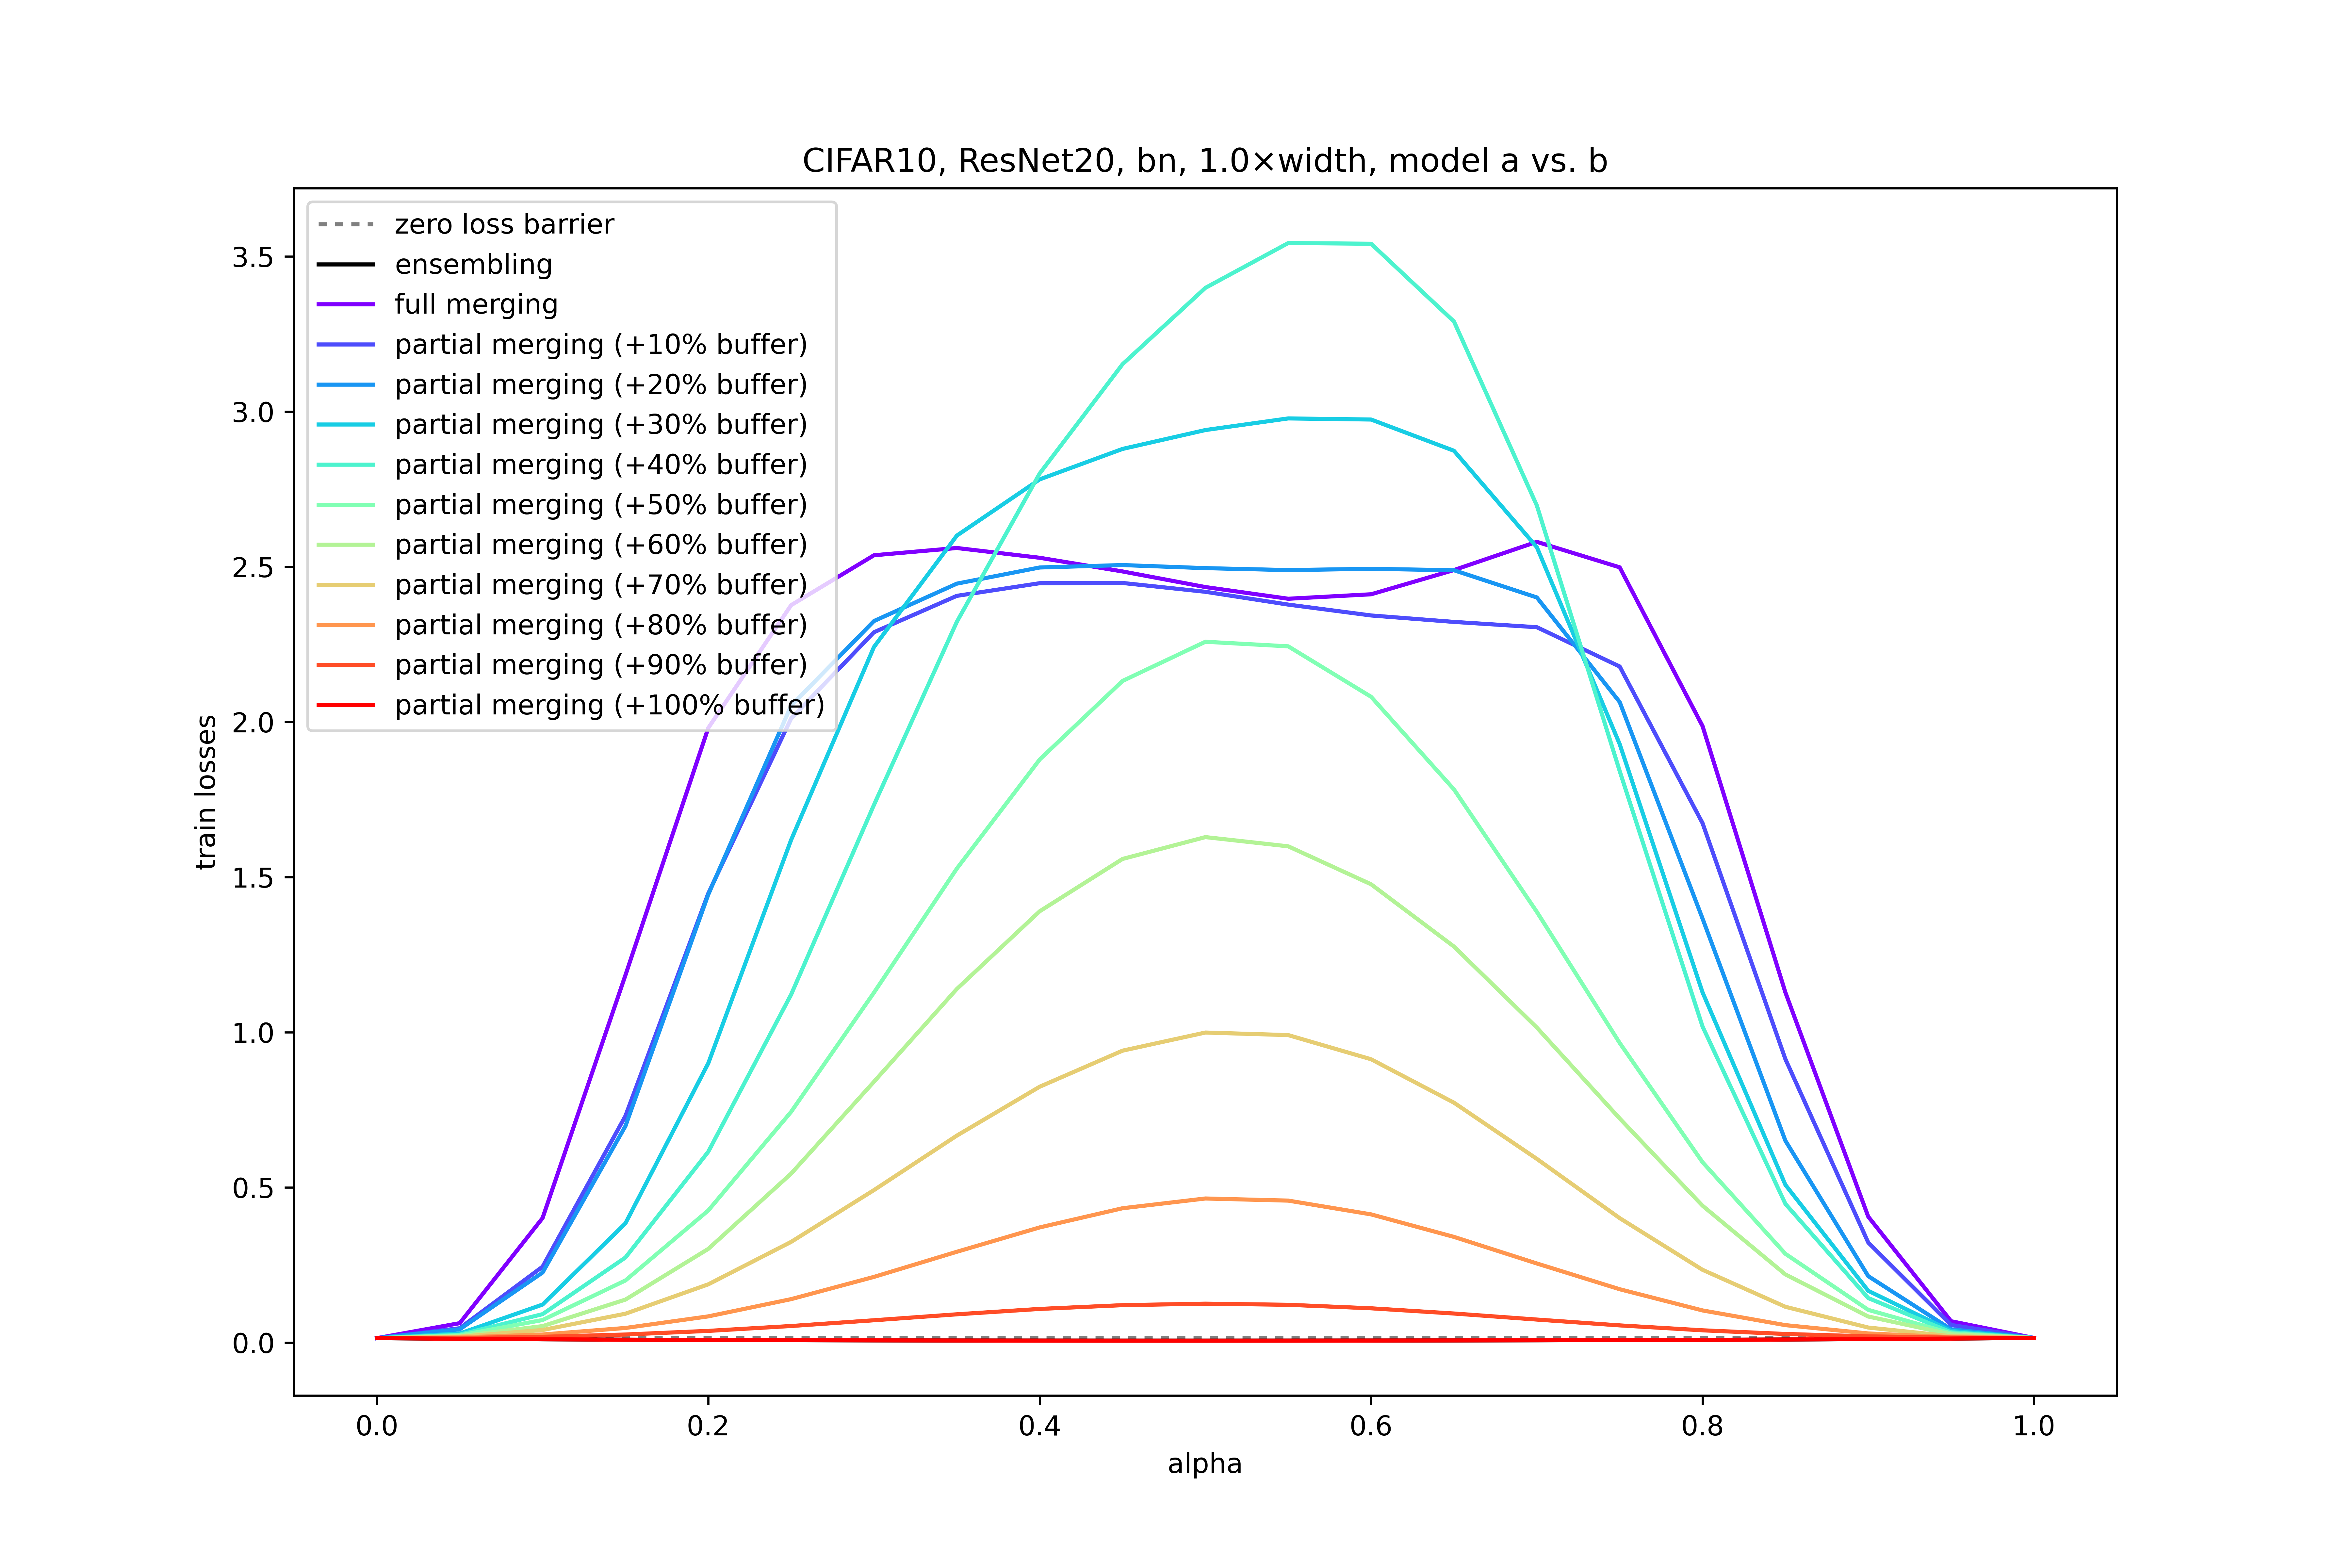 CIFAR10, ResNet20, bn, 1.0×width, model a vs. b
zero loss barrier
ensembling
full merging
partial merging (+10% buffer)
partial merging (+20% buffer)
partial merging (+30% buffer)
partial merging (+40% buffer)
partial merging (+50% buffer)
partial merging (+60% buffer)
partial merging (+70% buffer)
partial merging (+80% buffer)
partial merging (+90% buffer)
partial merging (+100% buffer)
train losses
3.5
3.0
2.5
2.0
1.5
1.0
0.5
0.0
0.0 0.2 0.4 0.6 0.8 1.0
alpha